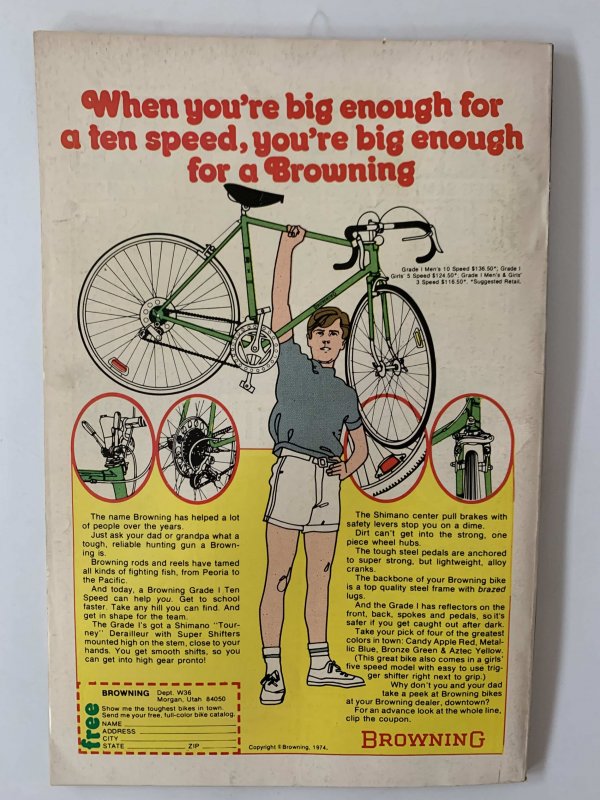 When you're big enough for
a ten speed, you're big enough
for a Browning
Grade I Men's 10 Speed $136.50*, Grade I
Girls' 5 Speed $124.50*; Grade I Men's & Girls'
3 Speed $116.50*. *Suggested Retail.
The name Browning has helped a lot
of people over the years.
Just ask your dad or grandpa what a
tough, reliable hunting gun a Brown-
ing is.
Browning rods and reels have tamed
all kinds of fighting fish, from Peoria to
the Pacific.
And today, a Browning Grade I Ten
Speed can help you. Get to school
faster. Take any hill you can find. And
get in shape for the team.
The Grade I's got a Shimano "Tour-
ney" Derailleur with Super Shifters
mounted high on the stem, close to your
hands. You get smooth shifts, so you
can get into high gear pronto!
The Shimano center pull brakes with
safety levers stop you on a dime.
Dirt can't get into the strong, one
piece wheel hubs.
The tough steel pedals are anchored
to super strong, but lightweight, alloy
cranks.
The backbone of your Browning bike
is a top quality steel frame with brazed
lugs.
And the Grade I has reflectors on the
front, back, spokes and pedals, so it's
safer if you get caught out after dark.
Take your pick of four of the greatest
colors in town: Candy Apple Red, Metal-
lic Blue, Bronze Green & Aztec Yellow.
(This great bike also comes in a girls'
five speed model with easy to use trig-
ger shifter right next to grip.)
Why don't you and your dad
take a peek at Browning bikes
at your Browning dealer, downtown?
For an advance look at the whole line,
clip the coupon.
BROWNING Dept. W36
Morgan, Utah 84050
free
Show me the toughest bikes in town.
Send me your free, full-color bike catalog.
NAME
ADDRESS
CITY
STATE ZIP
Copyright © Browning, 1974.
BROWNING